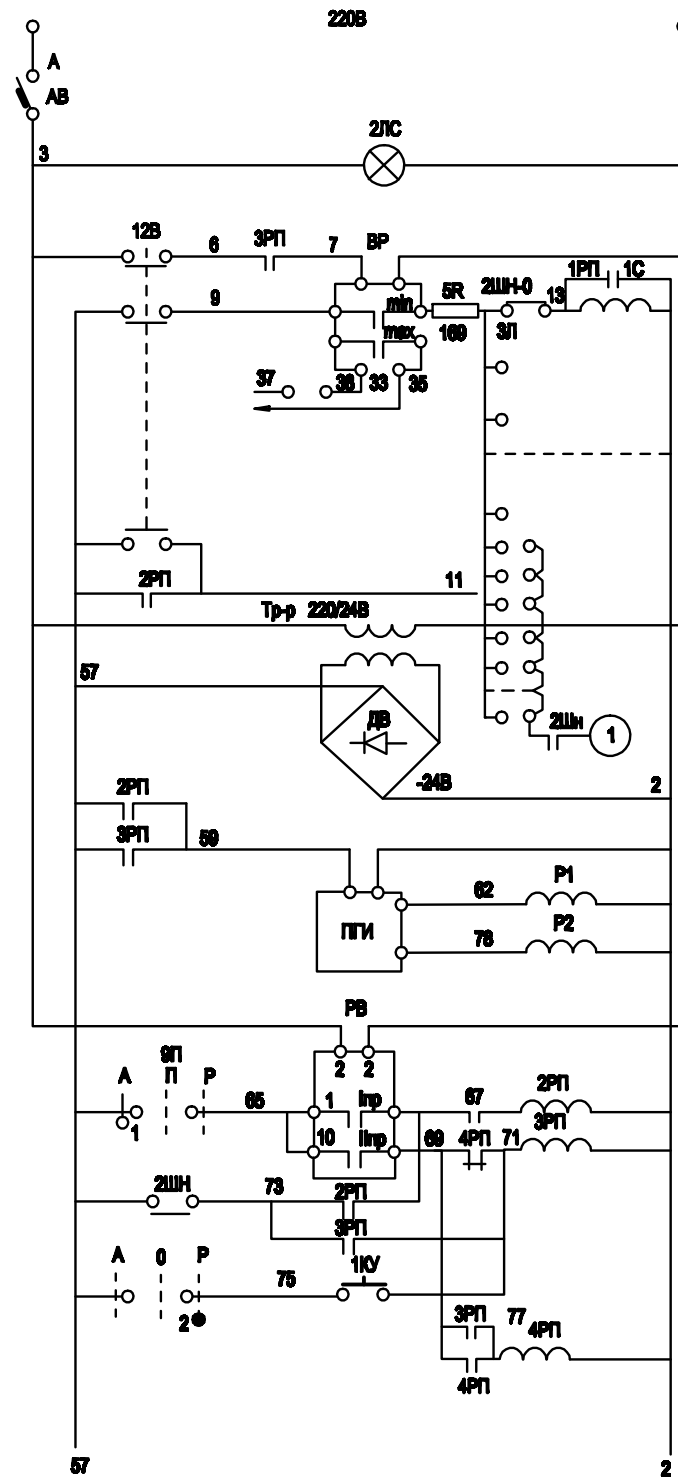 220В
А
АВ
2ЛС
3
12В
6
3РП
7
ВР
1РП
1С
9
min
5R
2ШН-0
13
169
3Л
max
37
38
33
35
2РП
11
Тр-р 220/24В
57
ДВ
2Шн
1
-24В
2
2РП
3РП
59
62
Р1
ПГИ
78
Р2
РВ
9П
А
П
Р
2
2
65
1
Iпр
67
2РП
1
10
IIпр
69
4РП
71
3РП
2ШН
73
2РП
3РП
А
0
Р
75
1КУ
2
3РП
77
4РП
4РП
57
2